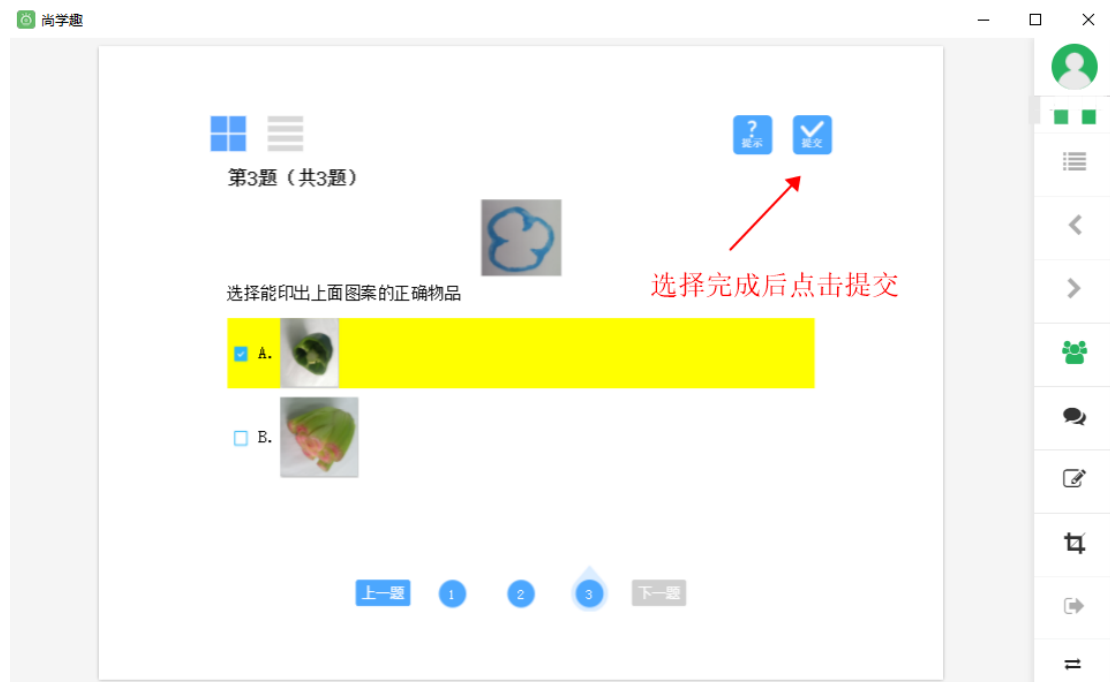 尚学趣
?
提示
提交
第3题（共3题）
选择完成后点击提交
选择能印出上面图案的正确物品
A.
B.
上一题 1 2 3 下一题